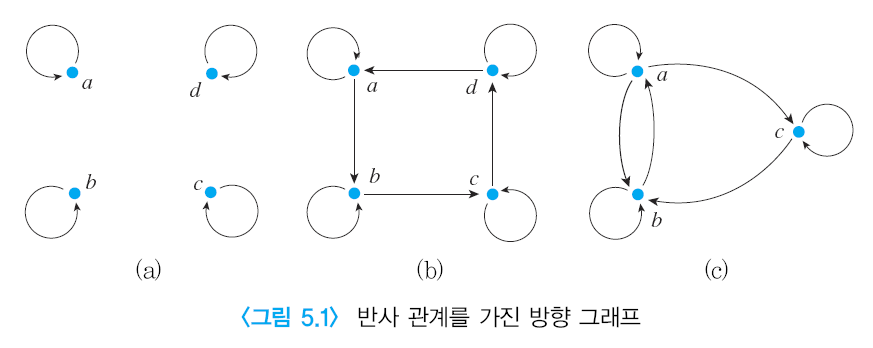 a d a d a c
b c b c b
(a) (b) (c)
〈그림 5.1〉 반사 관계를 가진 방향 그래프